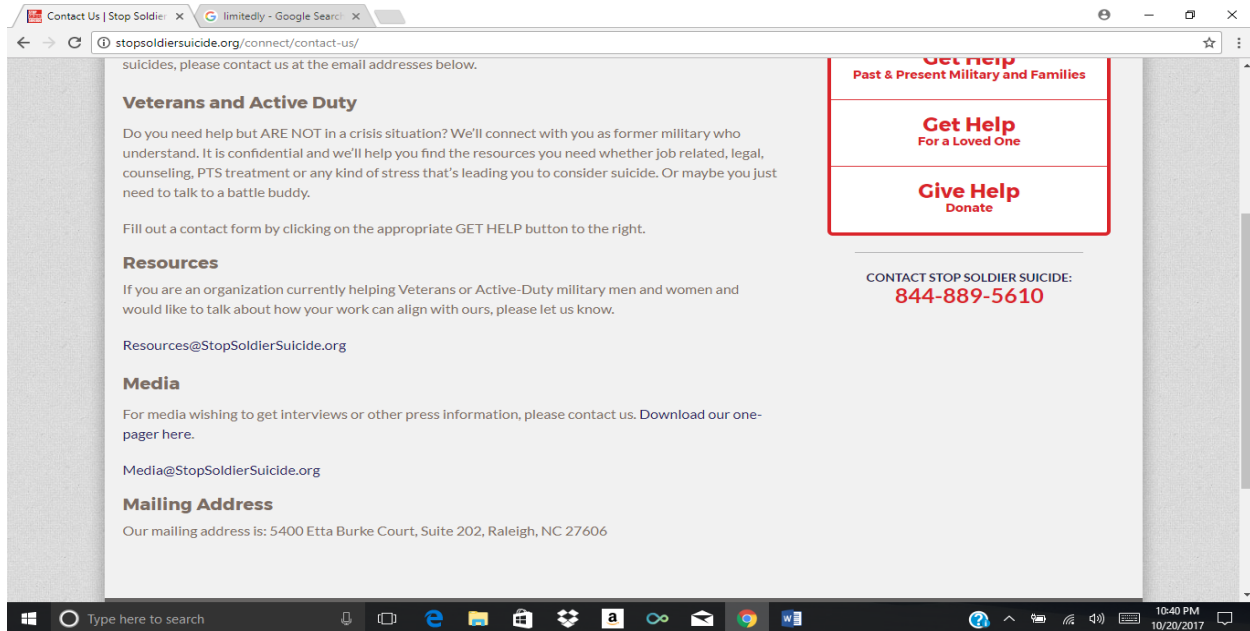 Contact Us | Stop Soldier
limitedly - Google Search
stopsoldiersuicide.org/connect/contact-us/
suicides, please contact us at the email addresses below.
Veterans and Active Duty
Do you need help but ARE NOT in a crisis situation? We'll connect with you as former military who
understand. It is confidential and we'll help you find the resources you need whether job related, legal,
counseling, PTS treatment or any kind of stress that's leading you to consider suicide. Or maybe you just
need to talk to a battle buddy.
Fill out a contact form by clicking on the appropriate GET HELP button to the right.
Resources
If you are an organization currently helping Veterans or Active-Duty military men and women and
would like to talk about how your work can align with ours, please let us know.
Resources@StopSoldierSuicide.org
Media
For media wishing to get interviews or other press information, please contact us. Download our one-
pager here.
Media@StopSoldierSuicide.org
Mailing Address
Our mailing address is: 5400 Etta Burke Court, Suite 202, Raleigh, NC 27606
Get Help
Past & Present Military and Families
Get Help
For a Loved One
Give Help
Donate
CONTACT STOP SOLDIER SUICIDE:
844-889-5610
Type here to search
10:40 PM
10/20/2017